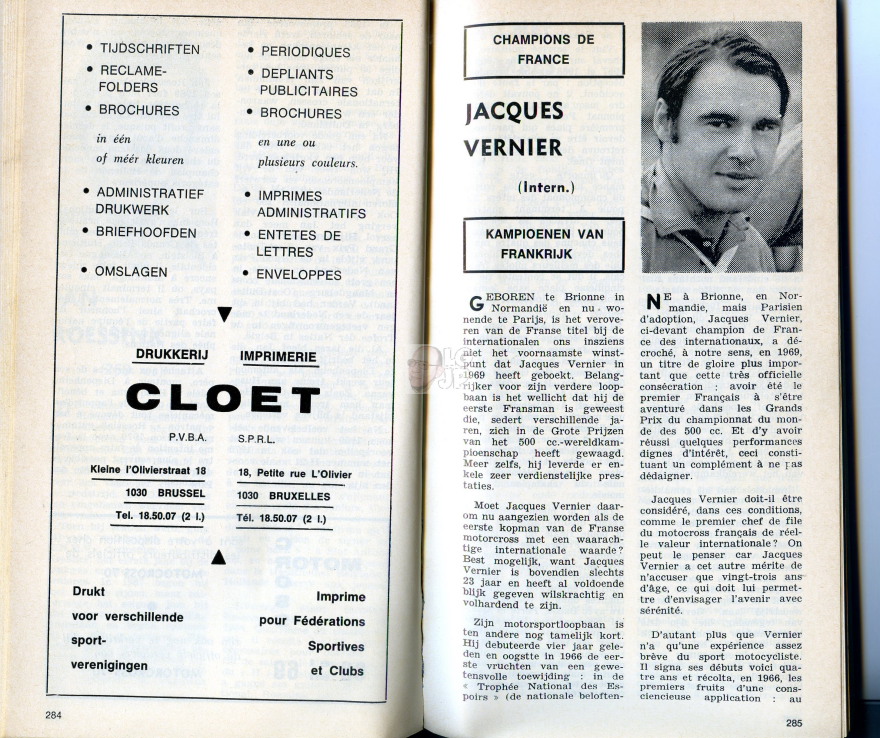 • TIJDSCHRIFTEN
• RECLAME-
FOLDERS
• BROCHURES
in één
of méér kleuren
• ADMINISTRATIEF
DRUKWERK
• BRIEFHOOFDEN
• OMSLAGEN
• PERIODIQUES
• DEPLIANTS
PUBLICITAIRES
• BROCHURES
en une ou
plusieurs couleurs.
• IMPRIMES
ADMINISTRATIFS
• ENTETES DE
LETTRES
• ENVELOPPES
DRUKKERIJ IMPRIMERIE
CLOET
P.V.B.A. S.P.R.L.
Kleine l'Olivierstraat 18
1030 BRUSSEL
Tel. 18.50.07 (2 l.)
18, Petite rue L'Olivier
1030 BRUXELLES
Tél. 18.50.07 (2 l.)
Drukt
voor verschillende
sport-
verenigingen
Imprime
pour Fédérations
Sportives
et Clubs
284
CHAMPIONS DE
FRANCE
JACQUES
VERNIER
(Intern.)
KAMPIOENEN VAN
FRANKRIJK
GEBOREN te Brionne in
Normandië en nu wo-
nende te Parijs, is het verove-
ren van de Franse titel bij de
internationalen ons insziens
niet het voornaamste winst-
punt dat Jacques Vernier in
1969 heeft geboekt. Belang-
rijker voor zijn verdere loop-
baan is het wellicht dat hij de
eerste Fransman is geweest
die, sedert verschillende ja-
ren, zich in de Grote Prijzen
van het 500 cc.-wereldkam-
pioenschap heeft gewaagd.
Meer zelfs, hij leverde er en-
kele zeer verdienstelijke pres-
taties.
Moet Jacques Vernier daar-
om nu aangezien worden als de
eerste kopman van de Franse
motorcross met een waarach-
tige internationale waarde?
Best mogelijk, want Jacques
Vernier is bovendien slechts
23 jaar en heeft al voldoende
blijk gegeven wilskrachtig en
volhardend te zijn.
Zijn motorsportloopbaan is
ten andere nog tamelijk kort.
Hij debuteerde vier jaar gele-
den en oogste in 1966 de eer-
ste vruchten van een gewe-
tensvolle toewijding : in de
« Trophée National des Es-
poirs » (de nationale beloften-
NE à Brionne, en Nor-
mandie, mais Parisien
d'adoption, Jacques Vernier,
ci-devant champion de Fran-
ce des internationaux, a dé-
croché, à notre sens, en 1969,
un titre de gloire plus impor-
tant que cette très officielle
consécration : avoir été le
premier Français à s'être
aventuré dans les Grands
Prix du championnat du mon-
de des 500 cc. Et d'y avoir
réussi quelques performances
dignes d'intérêt, ceci consti-
tuant un complément à ne pas
dédaigner.
Jacques Vernier doit-il être
considéré, dans ces conditions,
comme le premier chef de file
du motocross français de réel-
le valeur internationale? On
peut le penser car Jacques
Vernier a cet autre mérite de
n'accuser que vingt-trois ans
d'âge, ce qui doit lui permet-
tre d'envisager l'avenir avec
sérénité.
D'autant plus que Vernier
n'a qu'une expérience assez
brève du sport motocycliste.
Il signa ses débuts voici qua-
tre ans et récolta, en 1966, les
premiers fruits d'une cons-
ciencieuse application : au
285